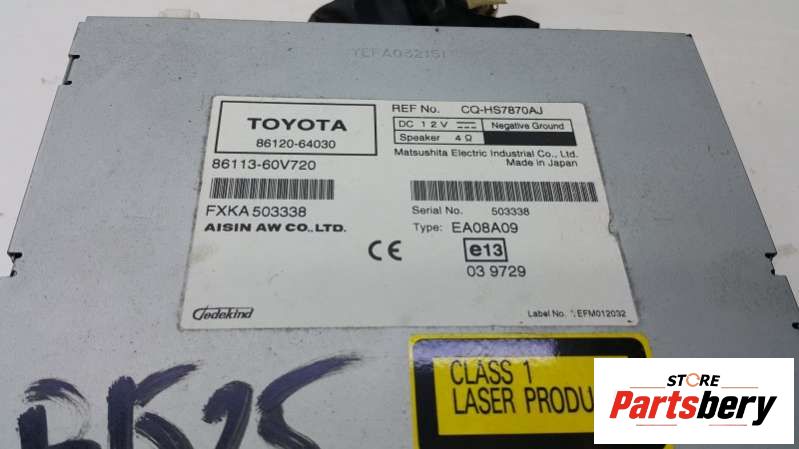 YEFA032151
TOYOTA
86120-64030
86113-60V720
REF No. CQ-HS7870AJ
DC 12V Negative Ground
Speaker 4Ω
Matsushita Electric Industrial Co., Ltd.
Made in Japan
FXKA 503338
AISIN AW CO.,LTD.
Serial No. 503338
Type: EA08A09
CE
e13
03 9729
Gedekind
Label No. YEFM012032
CLASS 1
LASER PRODU
STORE
Partsbery